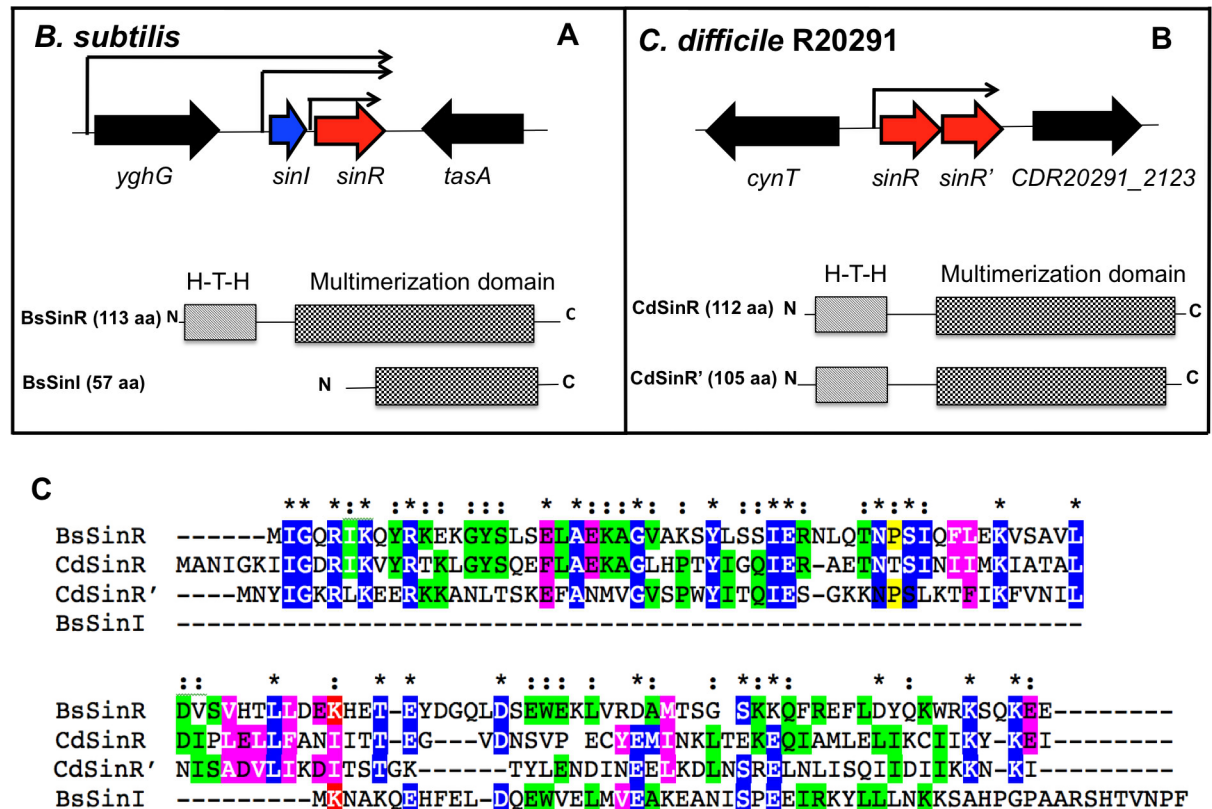 B. subtilis
A
yghG
sinI
sinR
tasA
H-T-H
Multimerization domain
BsSinR (113 aa)
N
C
BsSinI (57 aa)
N
C
C. difficile R20291
B
cynT
sinR
sinR'
CDR20291_2123
H-T-H
Multimerization domain
CdSinR (112 aa) N
C
CdSinR' (105 aa) N
C
C
** *:* :*:: ::: * *:::*: : * ::**: :*:*: * *
BsSinR ------MIGQRIKQYRKEKGYSLSELAEKAGVAKSYLSSIERNLQTNPSIQFLEKVSAVL
CdSinR MANIGKIIGDRIKVYRTKLGYSQEFLAEKAGLHPTYIGQIER-AETNTSINIIMKIATAL
CdSinR' ----MNYIGKRLKEERKKANLTSKEFANMVGVSPWYITQIES-GKKNPSLKTFIKFVNIL
BsSinI ------------------------------------------------------------
:: * : * * * ::: : *: : *:*: * : * *:
BsSinR DVSVHTLLDEKHET-EYDGQLDSEWEKLVRDAMTSG SKKQFREFLDYQKWRKSQKEE--------
CdSinR DIPLELLFANIITT-EG---VDNSVP ECYEMINKLTEKEQIAMLELIKCIIKY-KEI---------
CdSinR' NISADVLIKDITSTGK------TYLENDINEELKDLNSRELNLISQIIDIIKKN-KI---------
BsSinI ---------MKNAKQEHFEL-DQEWVELMVEAKEANISPEEIRKYLLLNKKSAHPGPAARSHTVNPF